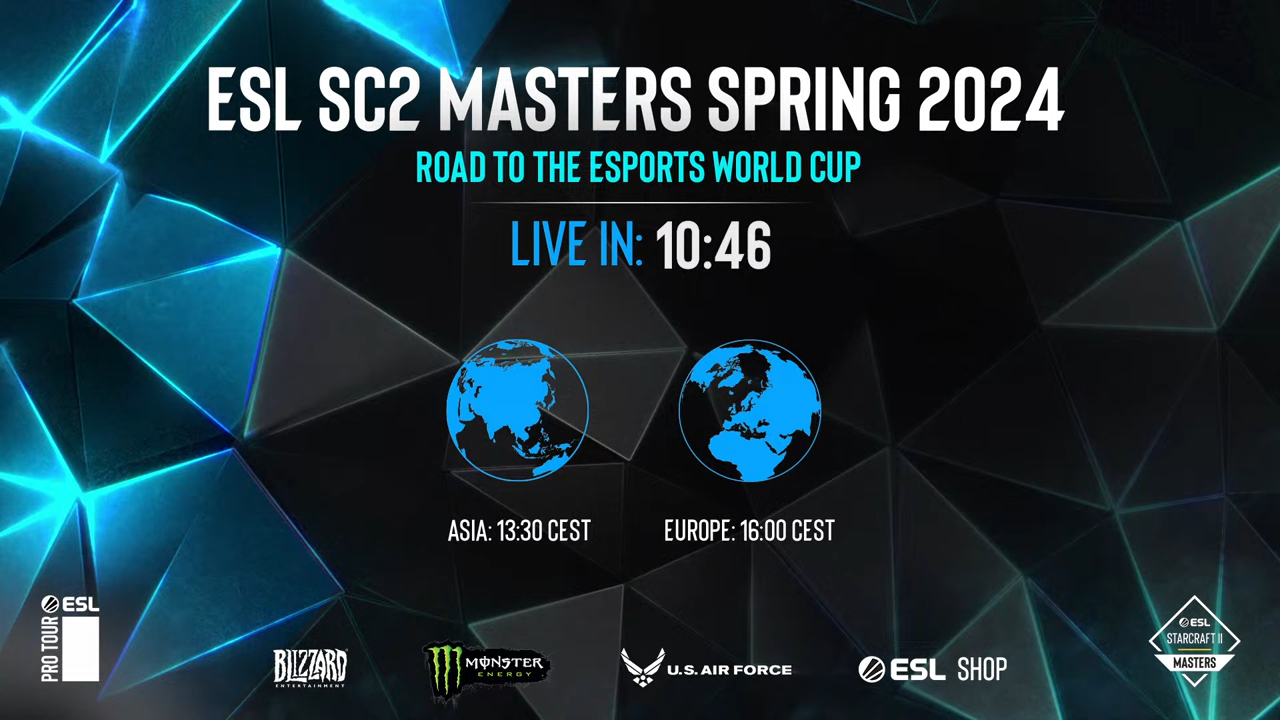 ESL SC2 MASTERS SPRING 2024
ROAD TO THE ESPORTS WORLD CUP
LIVE IN: 10:46
ASIA: 13:30 CEST
EUROPE: 16:00 CEST
ESL
PRO TOUR
BLIZZARD
ENTERTAINMENT
MONSTER
ENERGY
U.S. AIR FORCE
ESL SHOP
ESL
STARCRAFT II
MASTERS